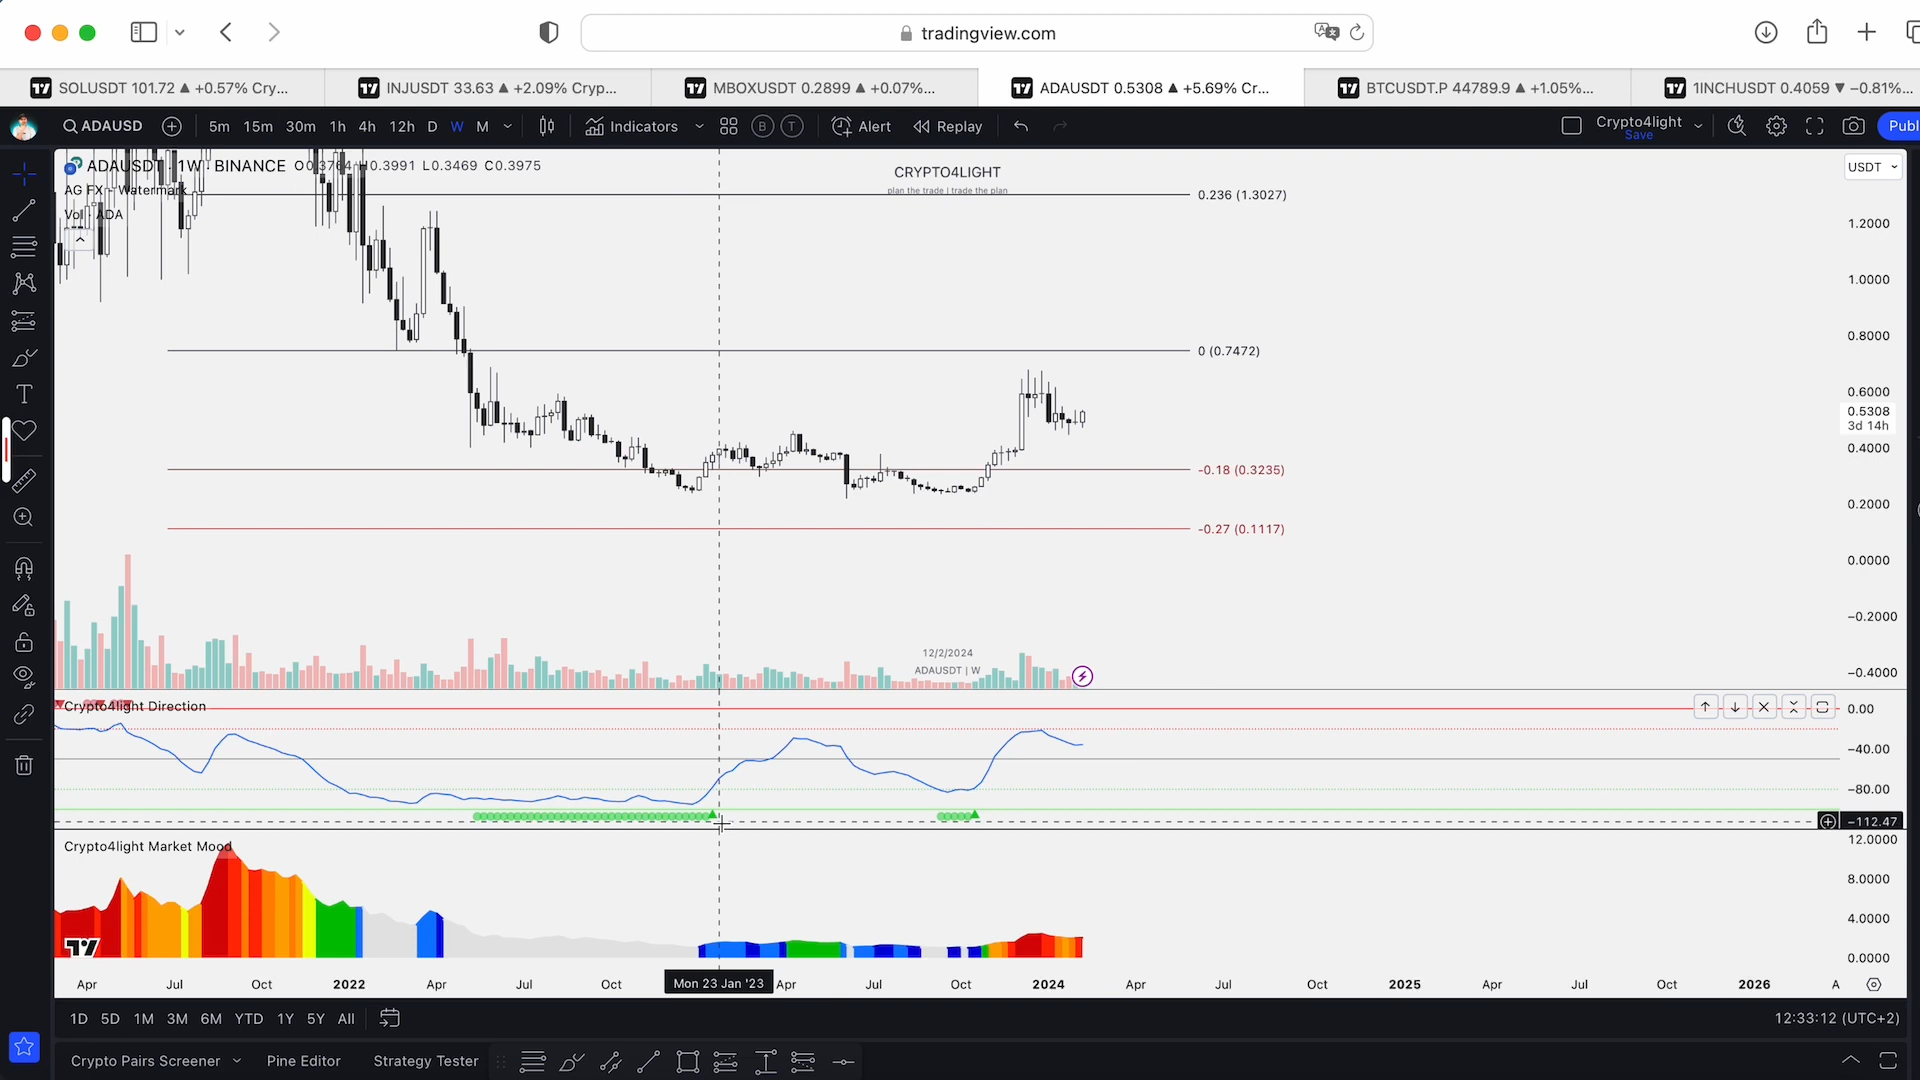 tradingview.com
SOLUSDT 101.72 ▲ +0.57% Cry...
INJUSDT 33.63 ▲ +2.09% Cryp...
MBOXUSDT 0.2899 ▲ +0.07%...
ADAUSDT 0.5308 ▲ +5.69% Cr...
BTCUSDT.P 44789.9 ▲ +1.05%...
1INCHUSDT 0.4059 ▼ −0.81%...
ADAUSD
5m 15m 30m 1h 4h 12h D W M
Indicators
B T
Alert
Replay
Crypto4light
Save
Publ
ADAUSDT · 1W · BINANCE O0.3764 H0.3991 L0.3469 C0.3975
AG FX - Watermark
Vol · ADA
CRYPTO4LIGHT
plan the trade | trade the plan
USDT
0.236 (1.3027)
0 (0.7472)
-0.18 (0.3235)
-0.27 (0.1117)
1.2000
1.0000
0.8000
0.6000
0.5308
3d 14h
0.4000
0.2000
0.0000
−0.2000
−0.4000
12/2/2024
ADAUSDT | W
Crypto4light Direction
0.00
−40.00
−80.00
−112.47
Crypto4light Market Mood
12.0000
8.0000
4.0000
0.0000
Apr Jul Oct 2022 Apr Jul Oct Mon 23 Jan '23 Apr Jul Oct 2024 Apr Jul Oct 2025 Apr Jul Oct 2026 A
1D 5D 1M 3M 6M YTD 1Y 5Y All
12:33:12 (UTC+2)
Crypto Pairs Screener
Pine Editor
Strategy Tester